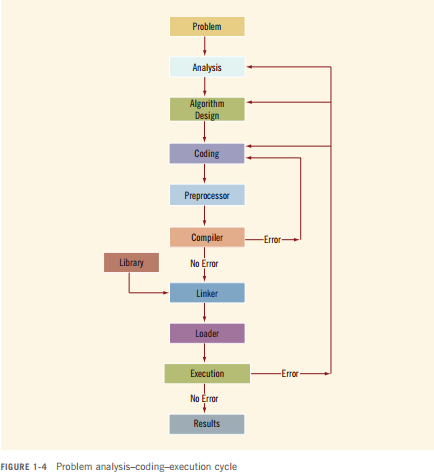 Problem
Analysis
Algorithm
Design
Coding
Preprocessor
Compiler
Error
Library
No Error
Linker
Loader
Execution
Error
No Error
Results
FIGURE 1-4 Problem analysis–coding–execution cycle